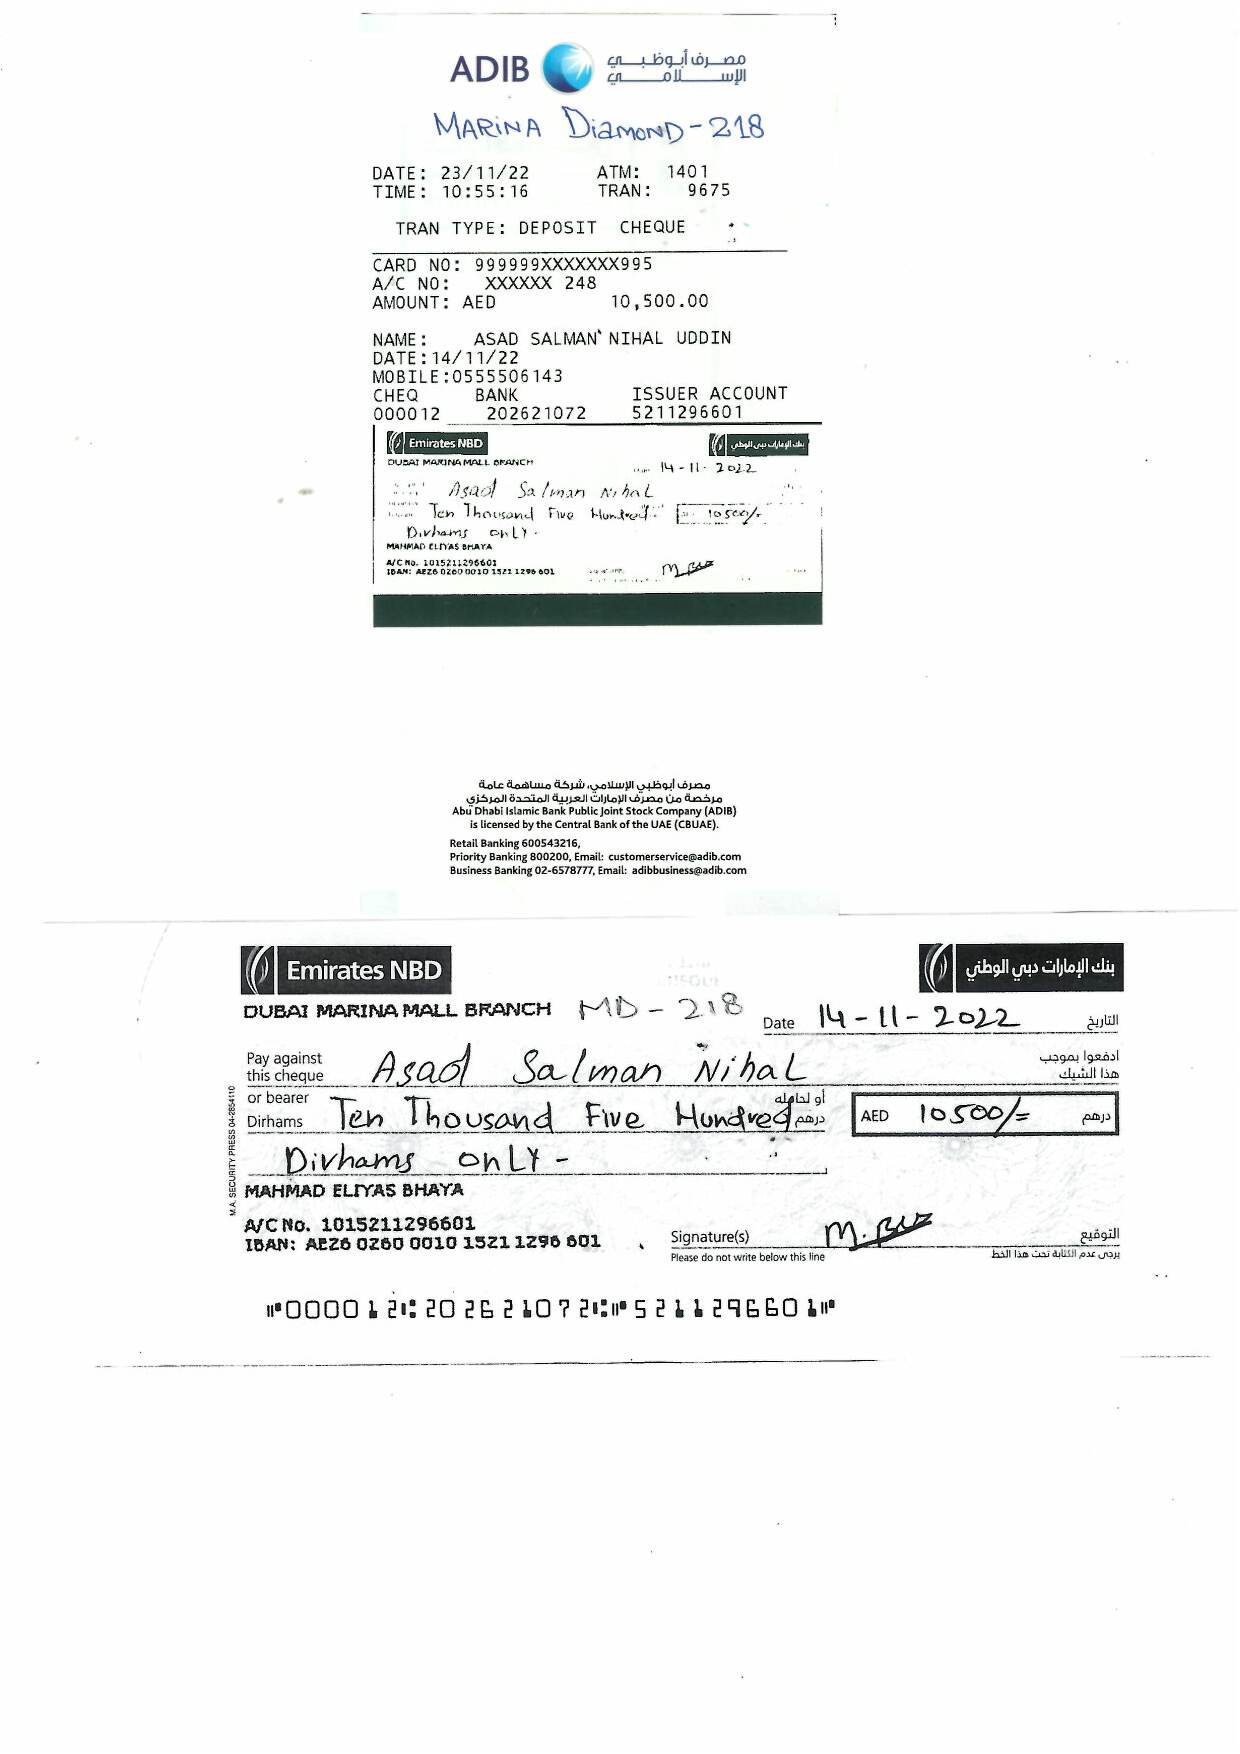 ADIB مصرف أبوظبي الإسلامي
MARINA DiamonD-218
DATE: 23/11/22 ATM: 1401
TIME: 10:55:16 TRAN: 9675
TRAN TYPE: DEPOSIT CHEQUE
CARD NO: 999999XXXXXXX995
A/C NO: XXXXXX 248
AMOUNT: AED 10,500.00
NAME: ASAD SALMAN NIHAL UDDIN
DATE:14/11/22
MOBILE:0555506143
CHEQ BANK ISSUER ACCOUNT
000012 202621072 5211296601
Emirates NBD بنك الإمارات دبي الوطني
DUBAI MARINA MALL BRANCH 14-11-2022
Asad Salman Nihal
Ten Thousand Five Hundred 10500/-
Dirhams onLY-
MAHMAD ELIYAS BHAYA
A/C No. 1015211296601
IBAN: AE26 0260 0010 1521 1296 601
مصرف أبوظبي الإسلامي، شركة مساهمة عامة
مرخصة من مصرف الإمارات العربية المتحدة المركزي
Abu Dhabi Islamic Bank Public Joint Stock Company (ADIB)
is licensed by the Central Bank of the UAE (CBUAE).
Retail Banking 600543216,
Priority Banking 800200, Email: customerservice@adib.com
Business Banking 02-6578777, Email: adibbusiness@adib.com
Emirates NBD بنك الإمارات دبي الوطني
DUBAI MARINA MALL BRANCH MD-218
Date 14-11-2022 التاريخ
Pay against this cheque Asad Salman Nihal ادفعوا بموجب هذا الشيك
or bearer أو لحامله
Dirhams Ten Thousand Five Hundred درهم AED 10500/= درهم
Dirhams onLY-
MAHMAD ELIYAS BHAYA
A/C No. 1015211296601
IBAN: AE26 0260 0010 1521 1296 601
Signature(s) التوقيع
Please do not write below this line يرجى عدم الكتابة تحت هذا الخط
M.A. SECURITY PRESS 04-2854110
⑈000012⑆202621072⑆⑈5211296601⑈